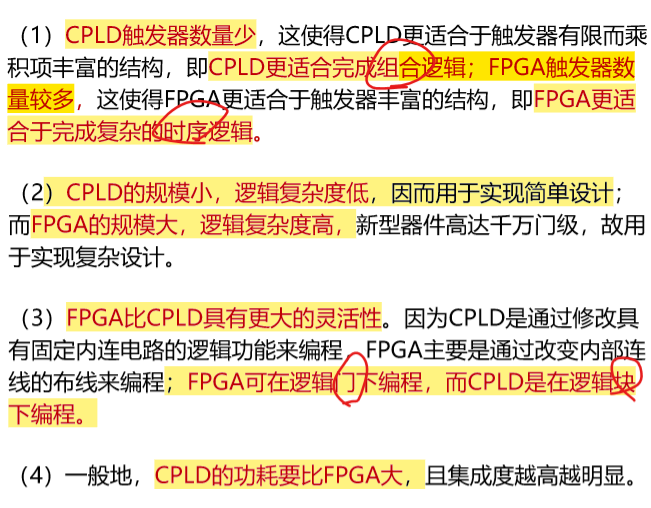 （1）CPLD触发器数量少，这使得CPLD更适合于触发器有限而乘
积项丰富的结构，即CPLD更适合完成组合逻辑；FPGA触发器数
量较多，这使得FPGA更适合于触发器丰富的结构，即FPGA更适
合于完成复杂的时序逻辑。
（2）CPLD的规模小，逻辑复杂度低，因而用于实现简单设计；
而FPGA的规模大，逻辑复杂度高，新型器件高达千万门级，故用
于实现复杂设计。
（3）FPGA比CPLD具有更大的灵活性。因为CPLD是通过修改具
有固定内连电路的逻辑功能来编程，FPGA主要是通过改变内部连
线的布线来编程；FPGA可在逻辑门下编程，而CPLD是在逻辑块
下编程。
（4）一般地，CPLD的功耗要比FPGA大，且集成度越高越明显。